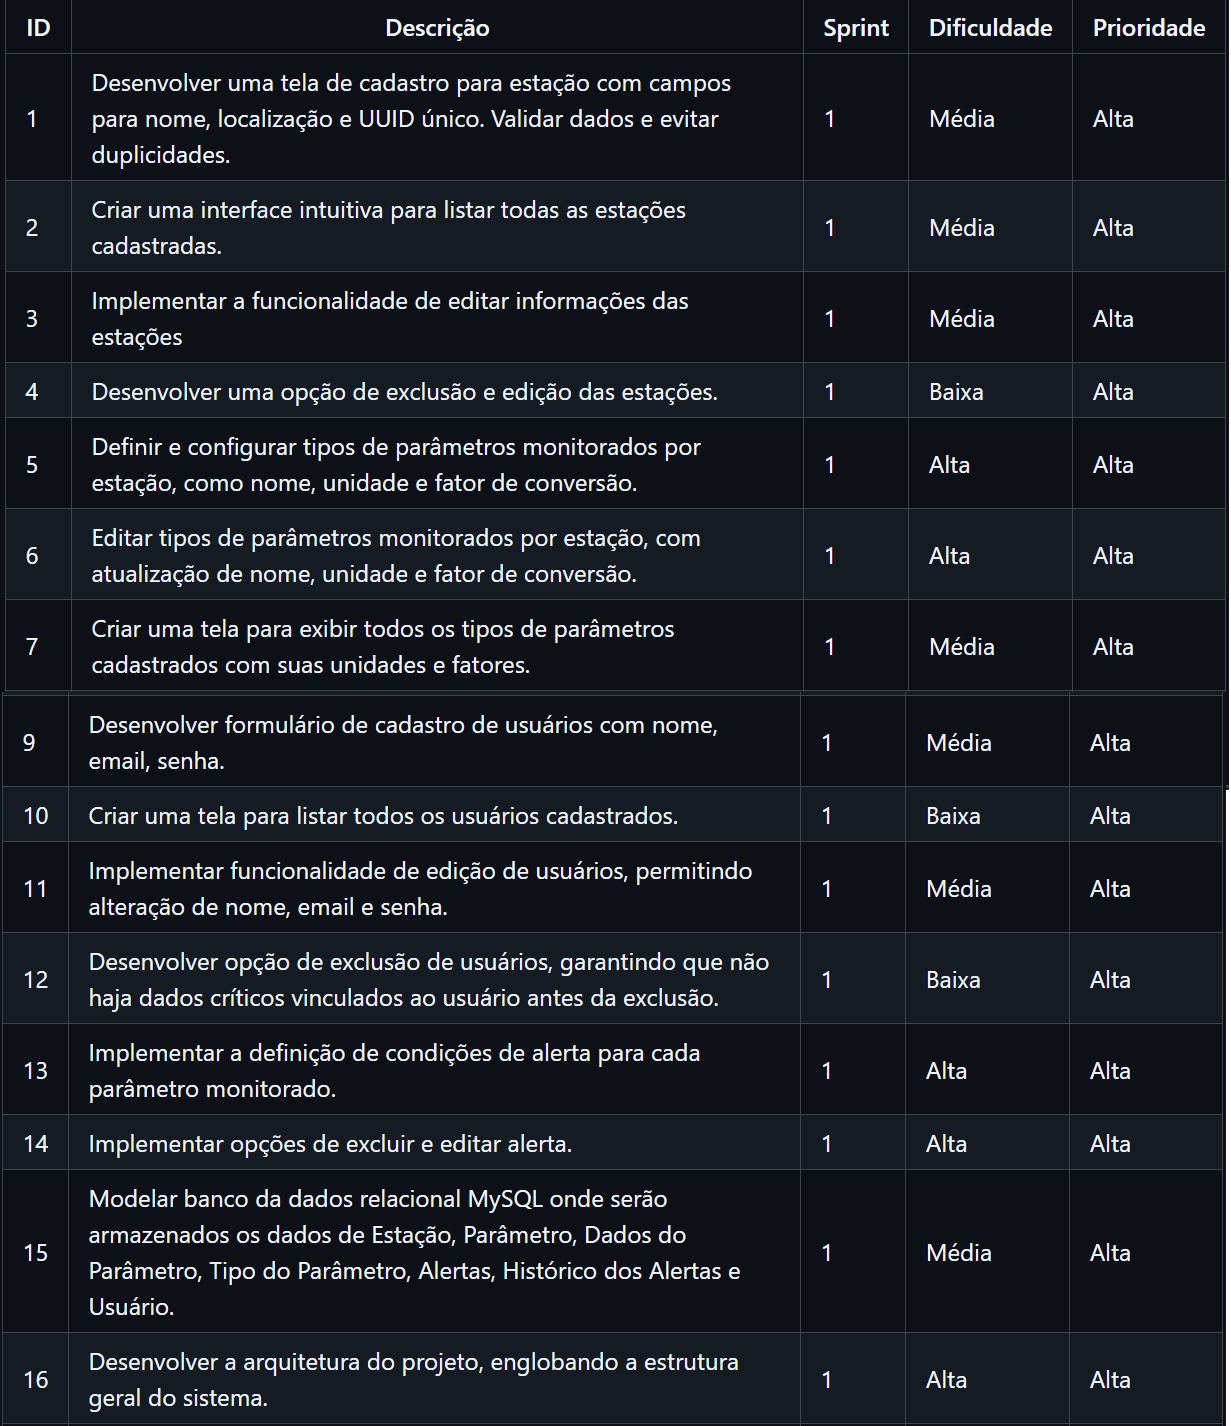 ID Descrição Sprint Dificuldade Prioridade
Desenvolver uma tela de cadastro para estação com campos
1 para nome, localização e UUID único. Validar dados e evitar 1 Média Alta
duplicidades.
Criar uma interface intuitiva para listar todas as estações
2 cadastradas. 1 Média Alta
Implementar a funcionalidade de editar informações das
3 estações 1 Média Alta
4 Desenvolver uma opção de exclusão e edição das estações. 1 Baixa Alta
Definir e configurar tipos de parâmetros monitorados por
5 estação, como nome, unidade e fator de conversão. 1 Alta Alta
Editar tipos de parâmetros monitorados por estação, com
6 atualização de nome, unidade e fator de conversão. 1 Alta Alta
Criar uma tela para exibir todos os tipos de parâmetros
7 cadastrados com suas unidades e fatores. 1 Média Alta
Desenvolver formulário de cadastro de usuários com nome,
9 email, senha. 1 Média Alta
10 Criar uma tela para listar todos os usuários cadastrados. 1 Baixa Alta
Implementar funcionalidade de edição de usuários, permitindo
11 alteração de nome, email e senha. 1 Média Alta
Desenvolver opção de exclusão de usuários, garantindo que não
12 haja dados críticos vinculados ao usuário antes da exclusão. 1 Baixa Alta
Implementar a definição de condições de alerta para cada
13 parâmetro monitorado. 1 Alta Alta
14 Implementar opções de excluir e editar alerta. 1 Alta Alta
Modelar banco da dados relacional MySQL onde serão
armazenados os dados de Estação, Parâmetro, Dados do
15 Parâmetro, Tipo do Parâmetro, Alertas, Histórico dos Alertas e 1 Média Alta
Usuário.
Desenvolver a arquitetura do projeto, englobando a estrutura
16 geral do sistema. 1 Alta Alta